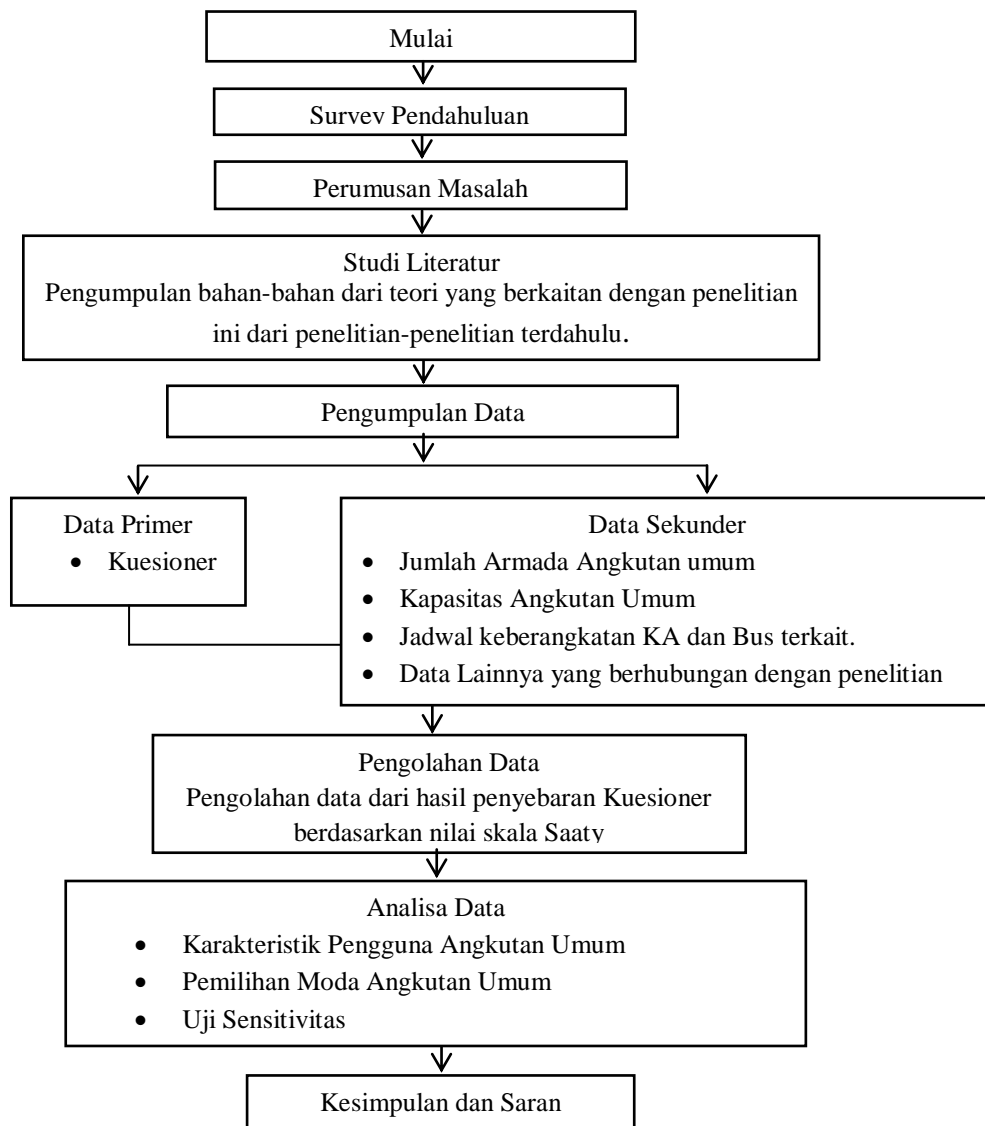 Mulai
Survey Pendahuluan
Perumusan Masalah
Studi Literatur
Pengumpulan bahan-bahan dari teori yang berkaitan dengan penelitian
ini dari penelitian-penelitian terdahulu.
Pengumpulan Data
Data Primer
• Kuesioner
Data Sekunder
• Jumlah Armada Angkutan umum
• Kapasitas Angkutan Umum
• Jadwal keberangkatan KA dan Bus terkait.
• Data Lainnya yang berhubungan dengan penelitian
Pengolahan Data
Pengolahan data dari hasil penyebaran Kuesioner
berdasarkan nilai skala Saaty
Analisa Data
• Karakteristik Pengguna Angkutan Umum
• Pemilihan Moda Angkutan Umum
• Uji Sensitivitas
Kesimpulan dan Saran